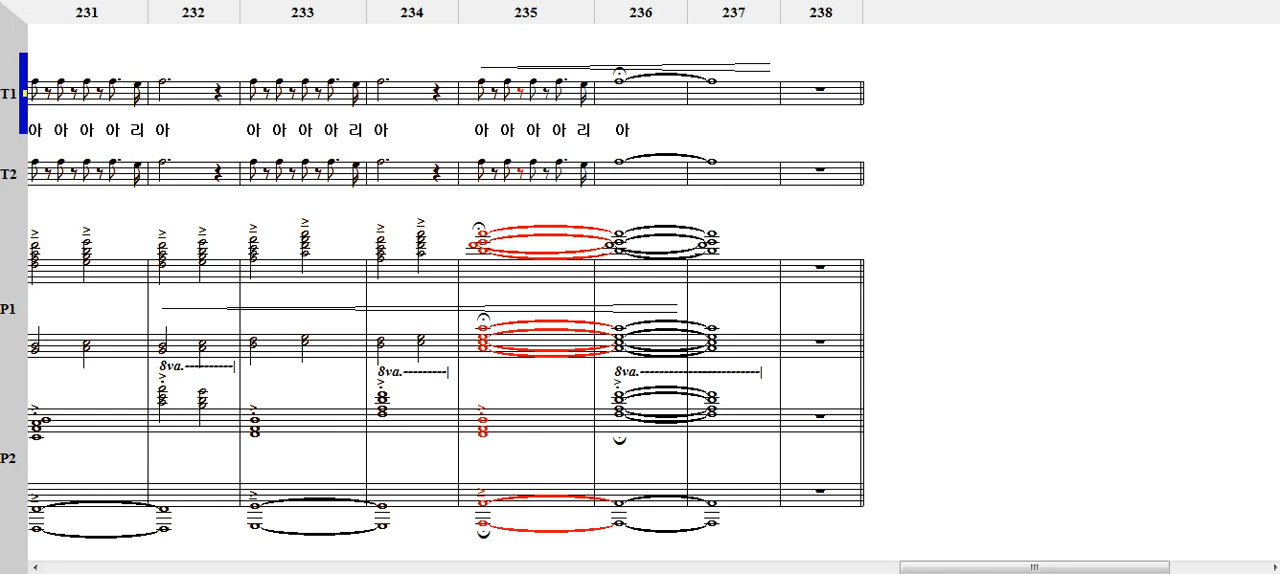 231 232 233 234 235 236 237 238
T1
아 아 아 아 리 아 아 아 아 아 리 아 아 아 아 아 리 아
T2
P1
8va. 8va. 8va.
P2